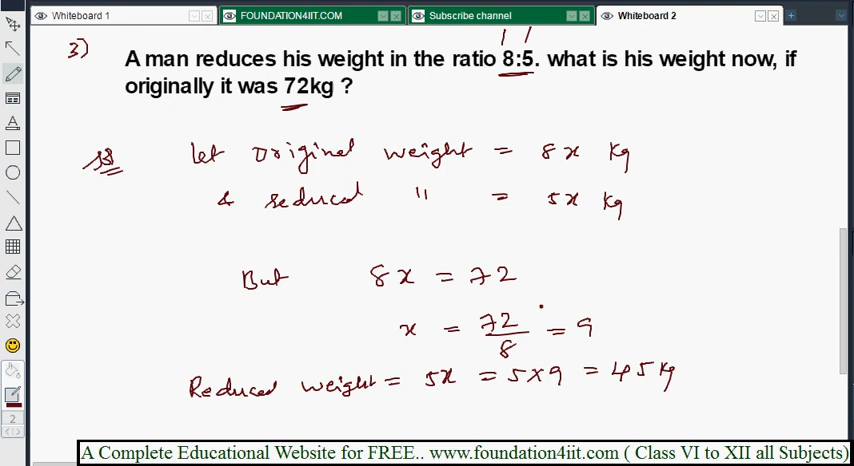 Whiteboard 1 FOUNDATION4IIT.COM Subscribe channel Whiteboard 2
3) A man reduces his weight in the ratio 8:5. what is his weight now, if
originally it was 72kg ?
Let original weight = 8x kg
& reduced " = 5x kg
But 8x = 72
x = 72/8 = 9
Reduced weight = 5x = 5×9 = 45kg
2
A Complete Educational Website for FREE.. www.foundation4iit.com ( Class VI to XII all Subjects)